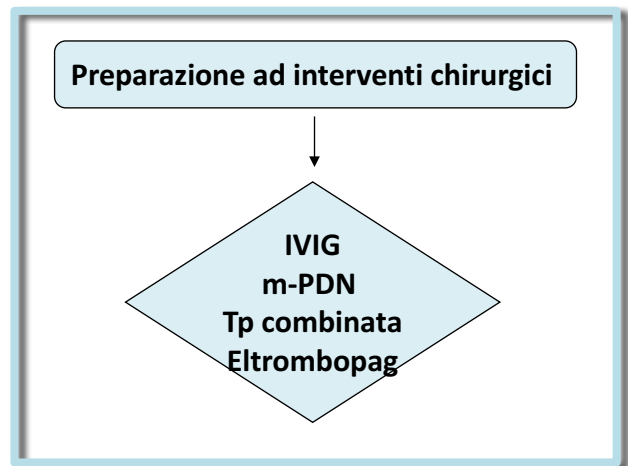 Preparazione ad interventi chirurgici
IVIG
m-PDN
Tp combinata
Eltrombopag